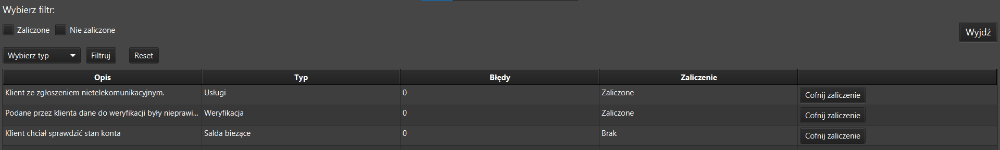 Wybierz filtr:
Zaliczone Nie zaliczone
Wyjdź
Wybierz typ Filtruj Reset
Opis Typ Błędy Zaliczenie
Klient ze zgłoszeniem nietelekomunikacyjnym. Usługi 0 Zaliczone Cofnij zaliczenie
Podane przez klienta dane do weryfikacji były nieprawi... Weryfikacja 0 Zaliczone Cofnij zaliczenie
Klient chciał sprawdzić stan konta Salda bieżące 0 Brak Cofnij zaliczenie